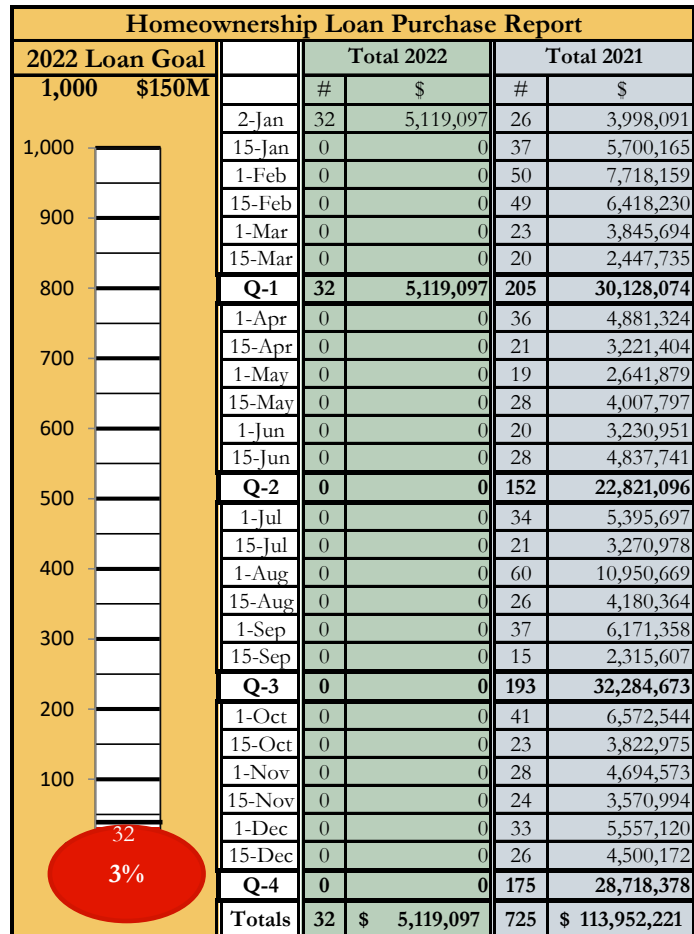 Homeownership Loan Purchase Report
2022 Loan Goal Total 2022 Total 2021
1,000 $150M # $ # $
2-Jan 32 5,119,097 26 3,998,091
1,000 15-Jan 0 0 37 5,700,165
1-Feb 0 0 50 7,718,159
900 15-Feb 0 0 49 6,418,230
1-Mar 0 0 23 3,845,694
15-Mar 0 0 20 2,447,735
800 Q-1 32 5,119,097 205 30,128,074
1-Apr 0 0 36 4,881,324
700 15-Apr 0 0 21 3,221,404
1-May 0 0 19 2,641,879
15-May 0 0 28 4,007,797
600 1-Jun 0 0 20 3,230,951
15-Jun 0 0 28 4,837,741
500 Q-2 0 0 152 22,821,096
1-Jul 0 0 34 5,395,697
15-Jul 0 0 21 3,270,978
400 1-Aug 0 0 60 10,950,669
15-Aug 0 0 26 4,180,364
300 1-Sep 0 0 37 6,171,358
15-Sep 0 0 15 2,315,607
Q-3 0 0 193 32,284,673
200 1-Oct 0 0 41 6,572,544
15-Oct 0 0 23 3,822,975
100 1-Nov 0 0 28 4,694,573
15-Nov 0 0 24 3,570,994
32 1-Dec 0 0 33 5,557,120
3% 15-Dec 0 0 26 4,500,172
Q-4 0 0 175 28,718,378
Totals 32 $ 5,119,097 725 $ 113,952,221